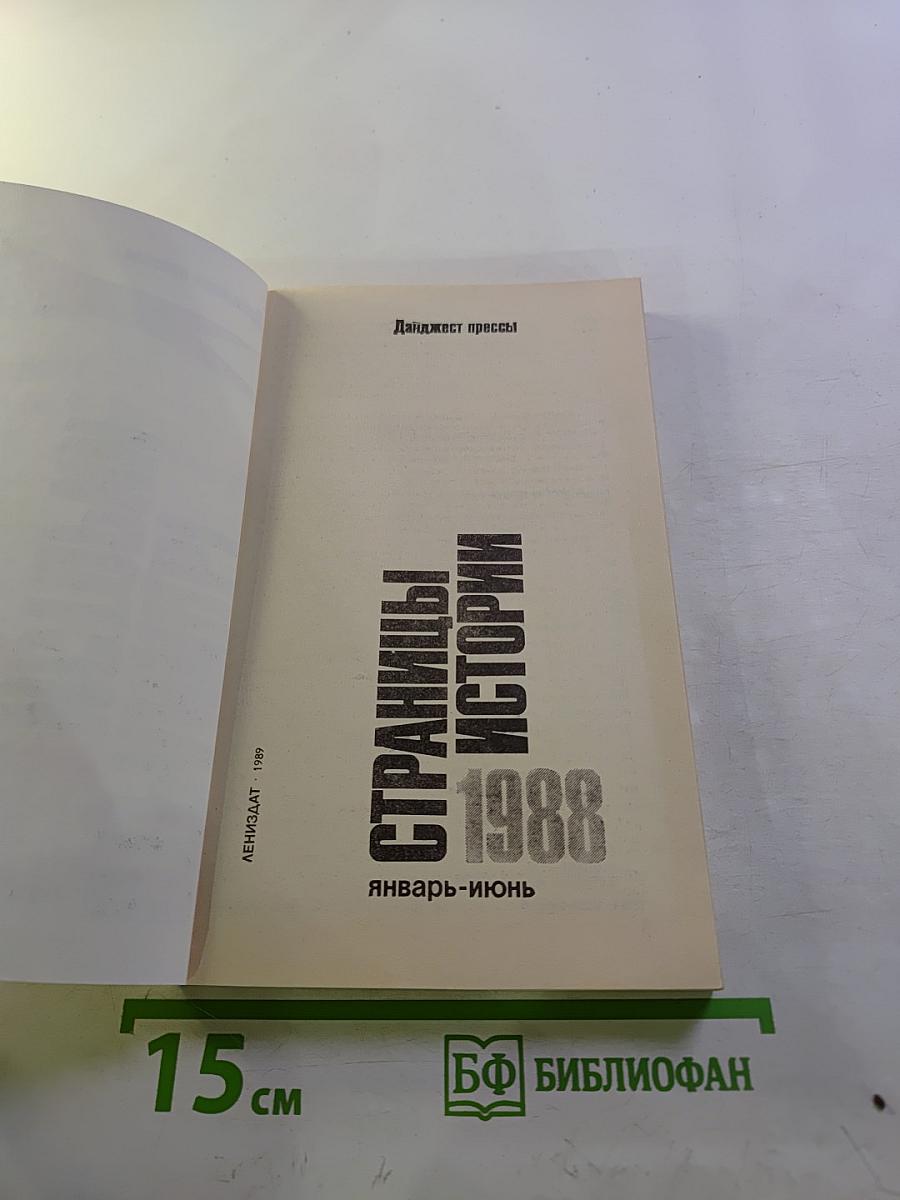 Дайджест прессы
СТРАНИЦЫ
ИСТОРИИ
1988
январь-июнь
ЛЕНИЗДАТ · 1989
15 см
БФ БИБЛИОФАН